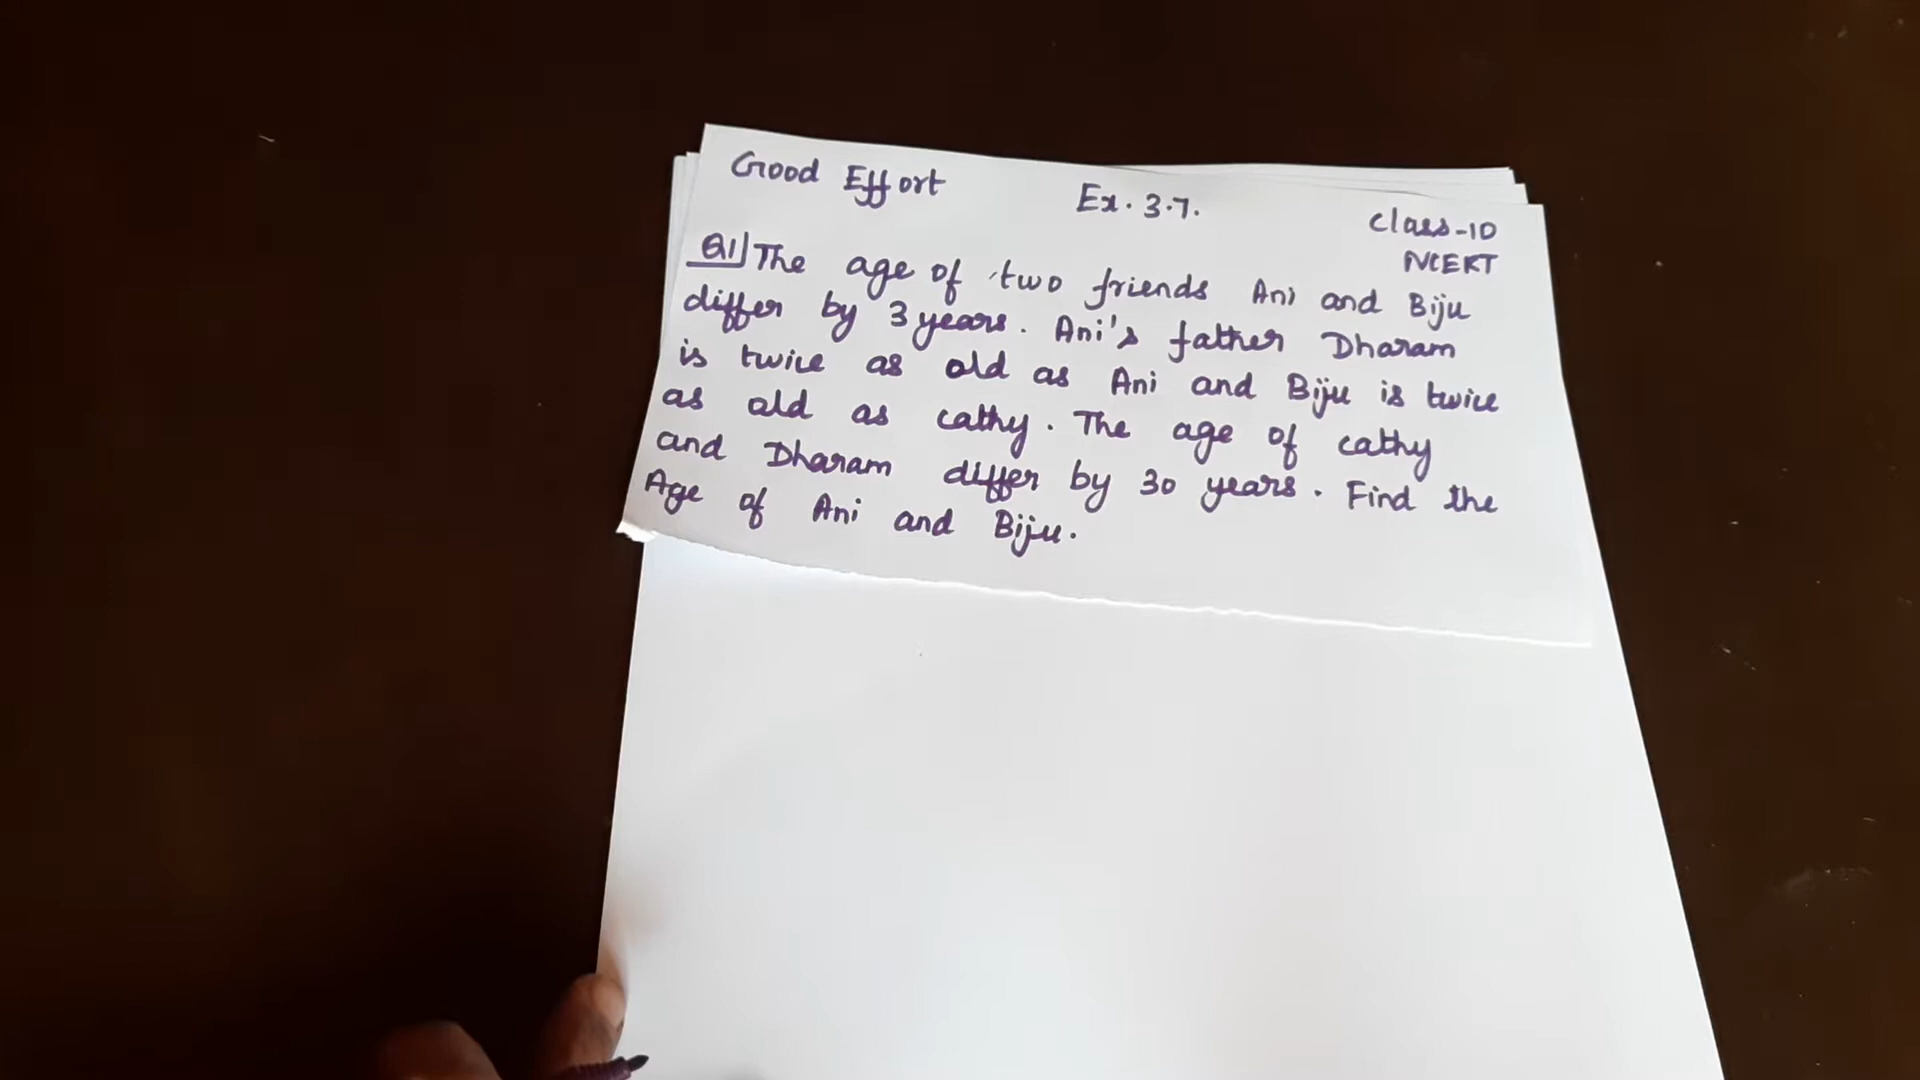 Good Effort Ex. 3.7. Class-10
NCERT
Q1 The age of two friends Ani and Biju
differ by 3 years. Ani's father Dharam
is twice as old as Ani and Biju is twice
as old as cathy. The age of cathy
and Dharam differ by 30 years. Find the
Age of Ani and Biju.